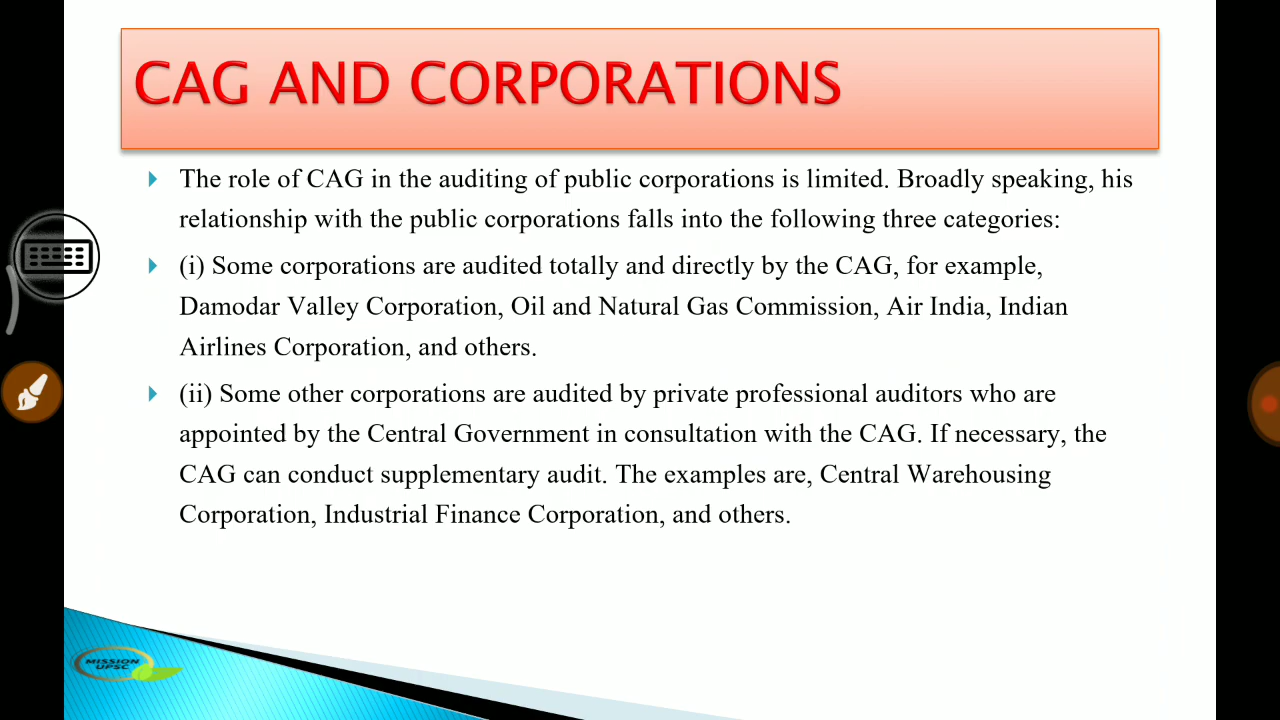 CAG AND CORPORATIONS
The role of CAG in the auditing of public corporations is limited. Broadly speaking, his
relationship with the public corporations falls into the following three categories:
(i) Some corporations are audited totally and directly by the CAG, for example,
Damodar Valley Corporation, Oil and Natural Gas Commission, Air India, Indian
Airlines Corporation, and others.
(ii) Some other corporations are audited by private professional auditors who are
appointed by the Central Government in consultation with the CAG. If necessary, the
CAG can conduct supplementary audit. The examples are, Central Warehousing
Corporation, Industrial Finance Corporation, and others.
MISSION
UPSC